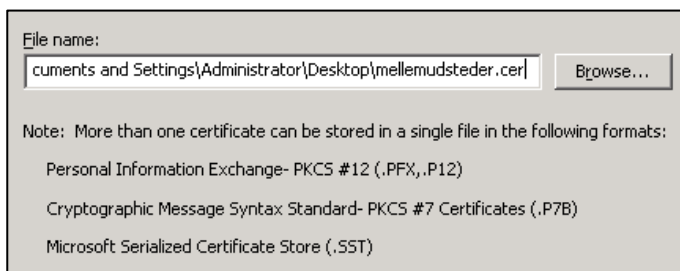 File name:
cuments and Settings\Administrator\Desktop\mellemudsteder.cer
Browse...
Note: More than one certificate can be stored in a single file in the following formats:
Personal Information Exchange- PKCS #12 (.PFX,.P12)
Cryptographic Message Syntax Standard- PKCS #7 Certificates (.P7B)
Microsoft Serialized Certificate Store (.SST)